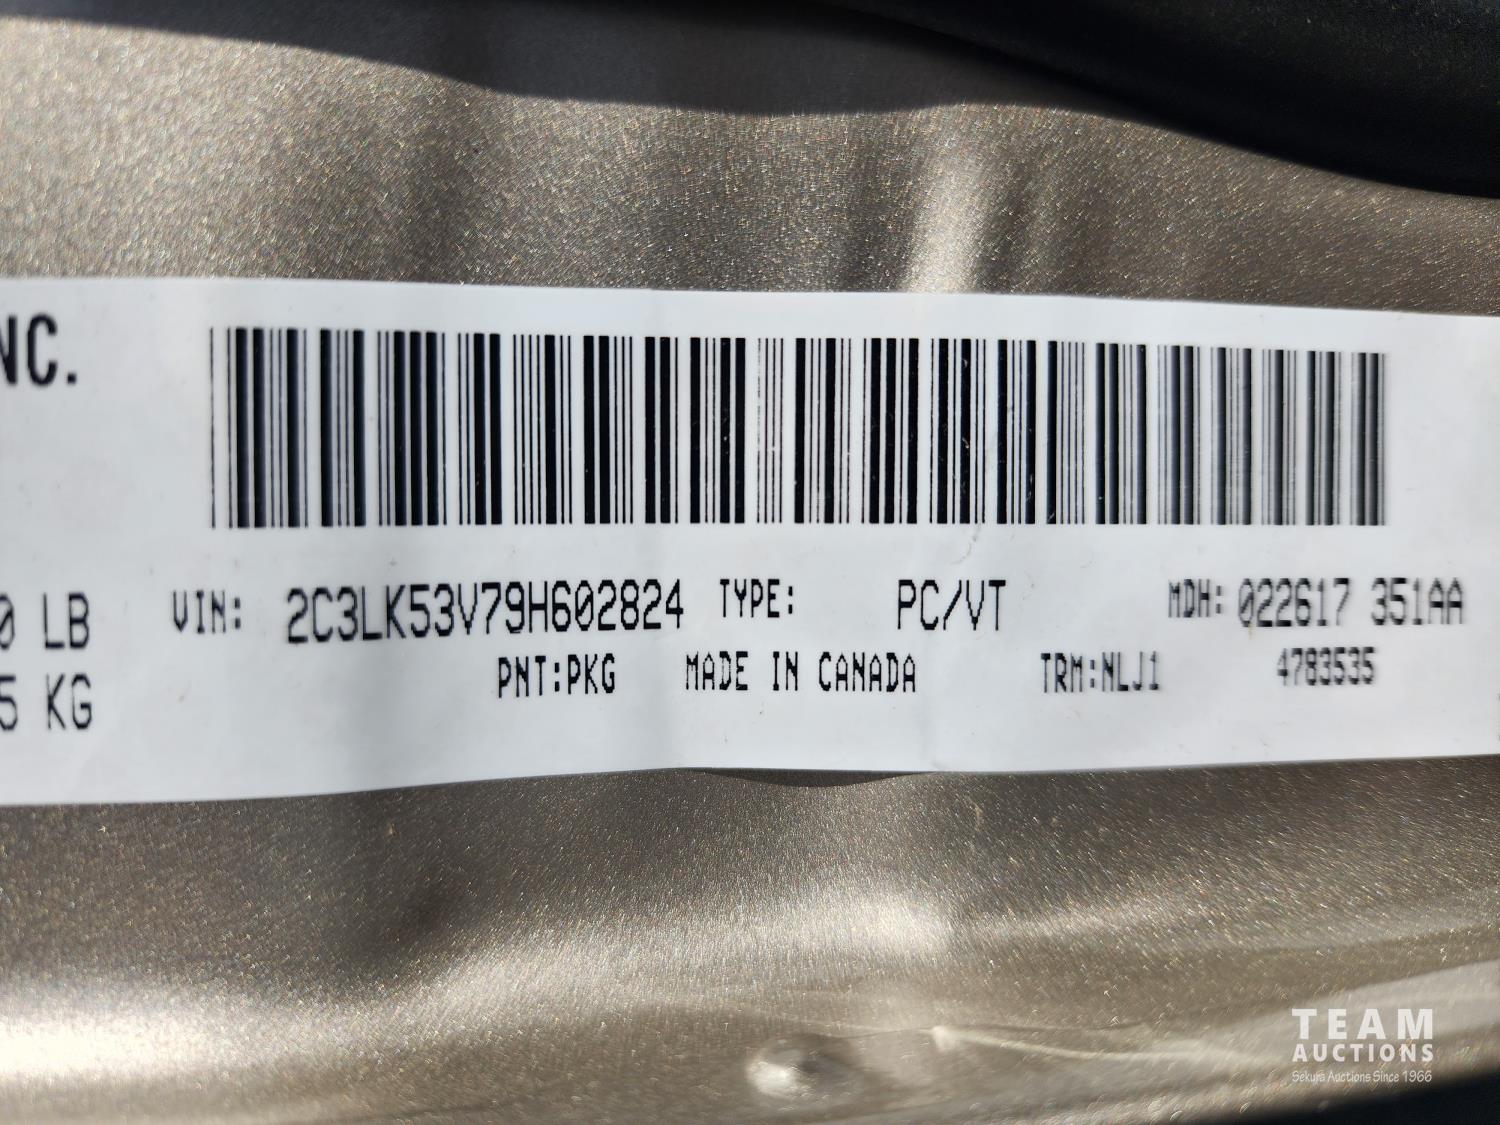 NC.
0 LB VIN: 2C3LK53V79H602824 TYPE: PC/VT MDH: 022617 351AA
5 KG PNT:PKG MADE IN CANADA TRM:NLJ1 4783535
TEAM
AUCTIONS
Sekura Auctions Since 1966